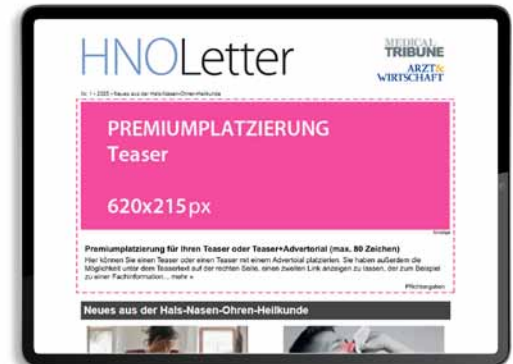 HNOLetter
MEDICAL
TRIBUNE
ARZT&
WIRTSCHAFT
Nr. 1 • 2025 • Neues aus der Hals-Nasen-Ohren-Heilkunde
PREMIUMPLATZIERUNG
Teaser
620x215px
Anzeige
Premiumplatzierung für Ihren Teaser oder Teaser+Advertorial (max. 80 Zeichen)
Hier können Sie einen Teaser oder einen Teaser mit einem Advertorial platzieren. Sie haben außerdem die
Möglichkeit unter dem Teasertext auf der rechten Seite, einen zweiten Link anzeigen zu lassen, der zum Beispiel
zu einer Fachinformation... mehr »
Pflichtangaben
Neues aus der Hals-Nasen-Ohren-Heilkunde